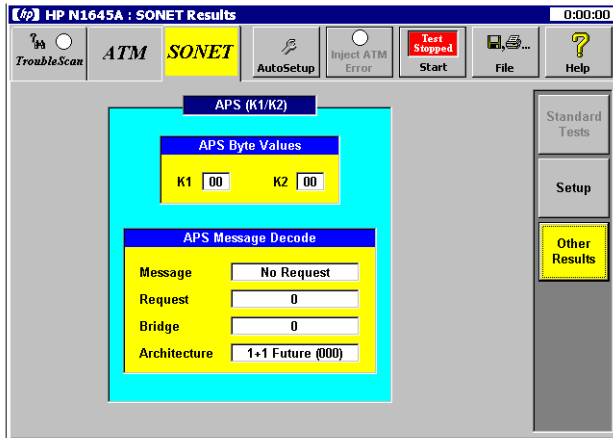 hp HP N1645A : SONET Results 0:00:00
TroubleScan
ATM
SONET
AutoSetup
Inject ATM
Error
Test
Stopped
Start
File
Help
APS (K1/K2)
APS Byte Values
K1 00 K2 00
APS Message Decode
Message No Request
Request 0
Bridge 0
Architecture 1+1 Future (000)
Standard
Tests
Setup
Other
Results